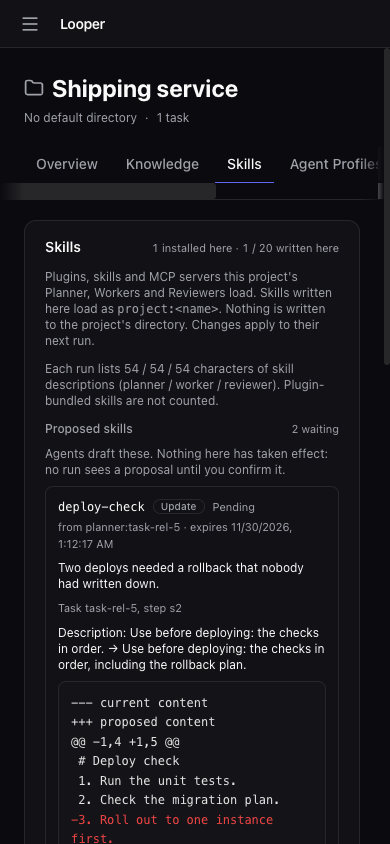 Looper
Shipping service
No default directory · 1 task
Overview Knowledge Skills Agent Profiles
Skills 1 installed here · 1 / 20 written here
Plugins, skills and MCP servers this project's
Planner, Workers and Reviewers load. Skills written
here load as project:<name>. Nothing is written
to the project's directory. Changes apply to their
next run.
Each run lists 54 / 54 / 54 characters of skill
descriptions (planner / worker / reviewer). Plugin-
bundled skills are not counted.
Proposed skills 2 waiting
Agents draft these. Nothing here has taken effect:
no run sees a proposal until you confirm it.
deploy-check Update Pending
from planner:task-rel-5 · expires 11/30/2026,
1:12:17 AM
Two deploys needed a rollback that nobody
had written down.
Task task-rel-5, step s2
Description: Use before deploying: the checks
in order. → Use before deploying: the checks in
order, including the rollback plan.
--- current content
+++ proposed content
@@ -1,4 +1,5 @@
# Deploy check
1. Run the unit tests.
2. Check the migration plan.
-3. Roll out to one instance
first.